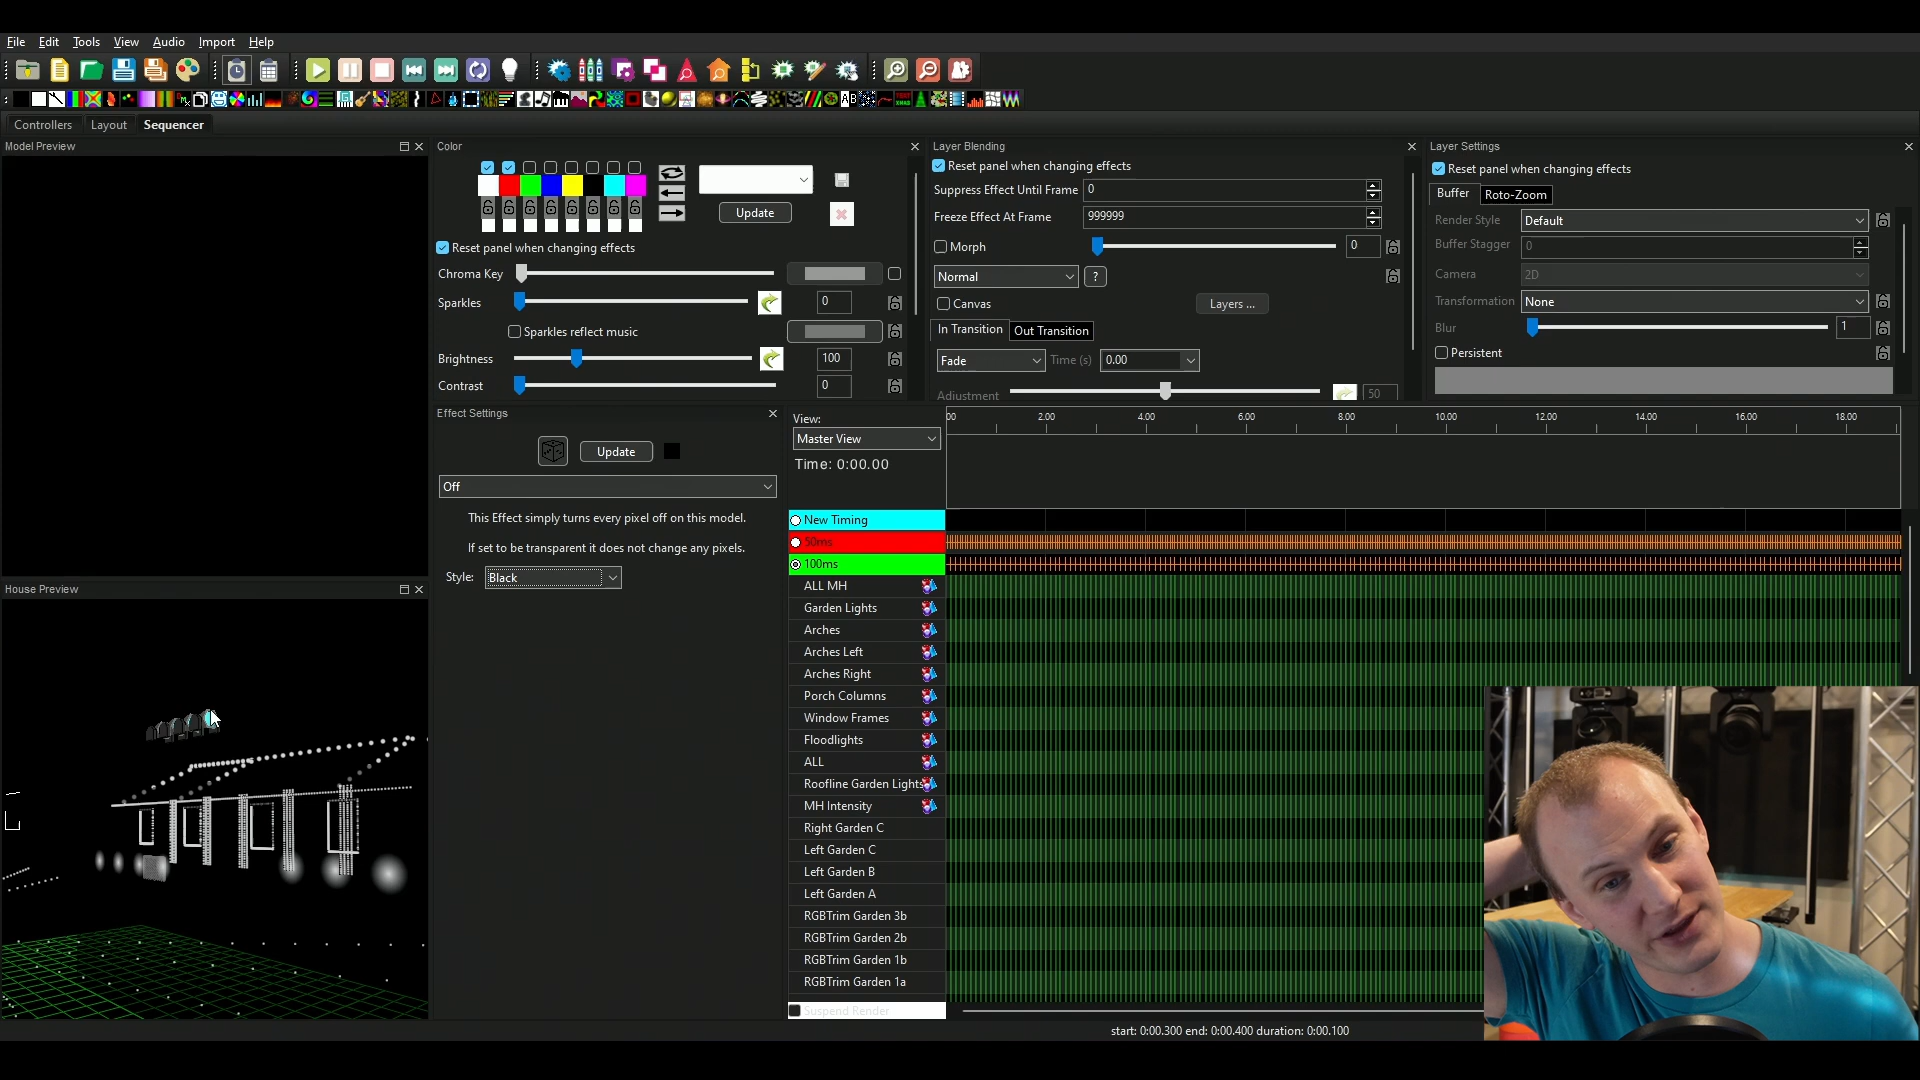 File Edit Tools View Audio Import Help
Controllers Layout Sequencer
Model Preview
House Preview
Color
Update
Reset panel when changing effects
Chroma Key
Sparkles 0
Sparkles reflect music
Brightness 100
Contrast 0
Layer Blending
Reset panel when changing effects
Suppress Effect Until Frame 0
Freeze Effect At Frame 999999
Morph 0
Normal ?
Canvas Layers ...
In Transition Out Transition
Fade Time (s) 0.00
Adjustment 50
Layer Settings
Reset panel when changing effects
Buffer Roto-Zoom
Render Style Default
Buffer Stagger 0
Camera 2D
Transformation None
Blur 1
Persistent
Effect Settings
Update
Off
This Effect simply turns every pixel off on this model.
If set to be transparent it does not change any pixels.
Style: Black
View:
Master View
Time: 0:00.00
00 2.00 4.00 6.00 8.00 10.00 12.00 14.00 16.00 18.00
New Timing
50ms
100ms
ALL MH
Garden Lights
Arches
Arches Left
Arches Right
Porch Columns
Window Frames
Floodlights
ALL
Roofline Garden Lights
MH Intensity
Right Garden C
Left Garden C
Left Garden B
Left Garden A
RGBTrim Garden 3b
RGBTrim Garden 2b
RGBTrim Garden 1b
RGBTrim Garden 1a
Suspend Render
start: 0:00.300 end: 0:00.400 duration: 0:00.100